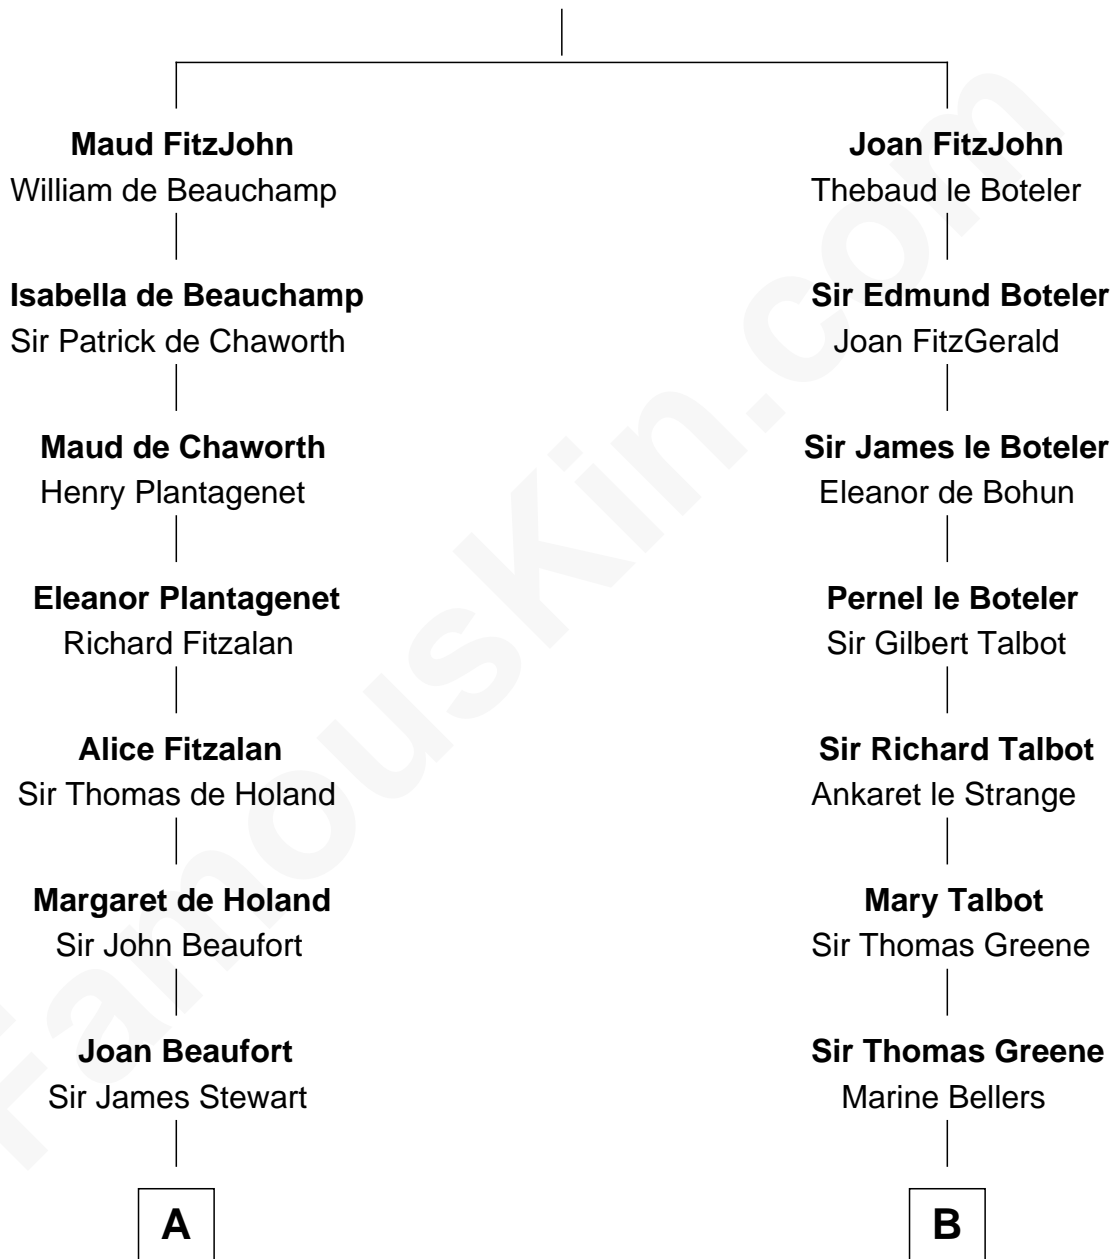 Maud FitzJohn
William de Beauchamp
Isabella de Beauchamp
Sir Patrick de Chaworth
Maud de Chaworth
Henry Plantagenet
Eleanor Plantagenet
Richard Fitzalan
Alice Fitzalan
Sir Thomas de Holand
Margaret de Holand
Sir John Beaufort
Joan Beaufort
Sir James Stewart
A
Joan FitzJohn
Thebaud le Boteler
Sir Edmund Boteler
Joan FitzGerald
Sir James le Boteler
Eleanor de Bohun
Pernel le Boteler
Sir Gilbert Talbot
Sir Richard Talbot
Ankaret le Strange
Mary Talbot
Sir Thomas Greene
Sir Thomas Greene
Marine Bellers
B
FamousKin.com